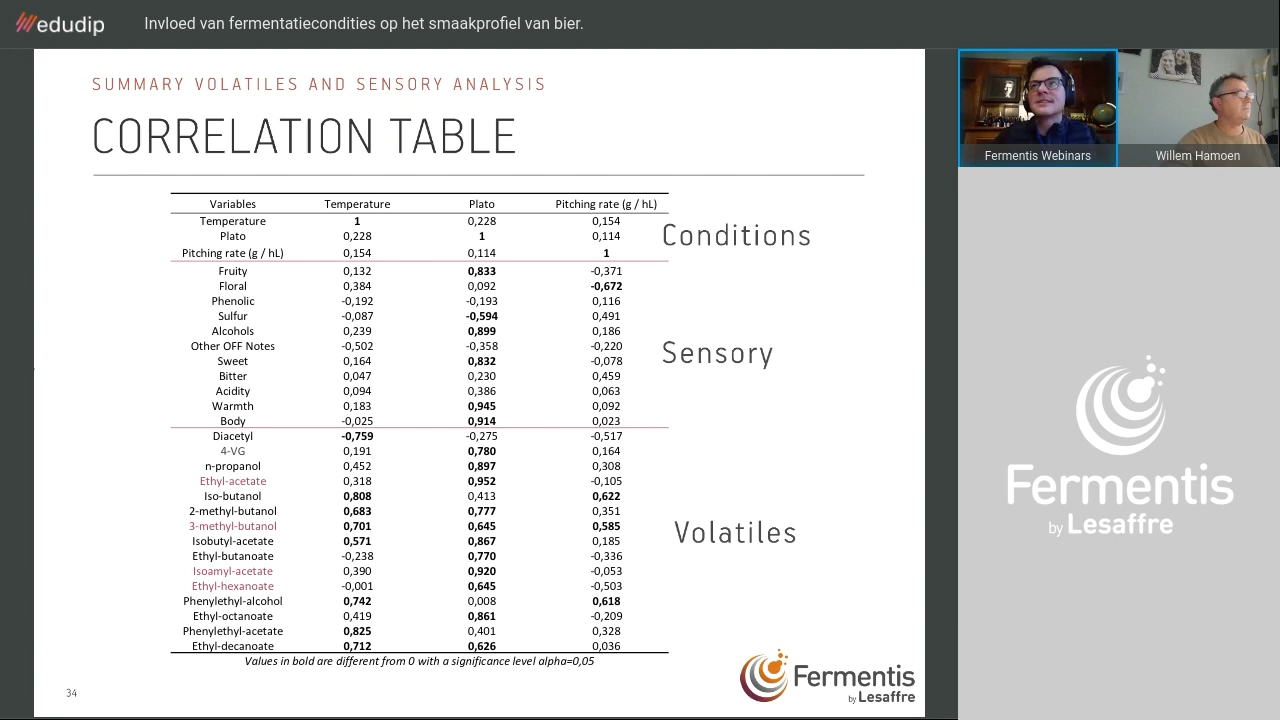 edudip
Invloed van fermentatiecondities op het smaakprofiel van bier.
SUMMARY VOLATILES AND SENSORY ANALYSIS
CORRELATION TABLE
Variables Temperature Plato Pitching rate (g / hL)
Temperature 1 0,228 0,154
Plato 0,228 1 0,114
Pitching rate (g / hL) 0,154 0,114 1
Conditions
Fruity 0,132 0,833 -0,371
Floral 0,384 0,092 -0,672
Phenolic -0,192 -0,193 0,116
Sulfur -0,087 -0,594 0,491
Alcohols 0,239 0,899 0,186
Other OFF Notes -0,502 -0,358 -0,220
Sweet 0,164 0,832 -0,078
Bitter 0,047 0,230 0,459
Acidity 0,094 0,386 0,063
Warmth 0,183 0,945 0,092
Body -0,025 0,914 0,023
Sensory
Diacetyl -0,759 -0,275 -0,517
4-VG 0,191 0,780 0,164
n-propanol 0,452 0,897 0,308
Ethyl-acetate 0,318 0,952 -0,105
Iso-butanol 0,808 0,413 0,622
2-methyl-butanol 0,683 0,777 0,351
3-methyl-butanol 0,701 0,645 0,585
Isobutyl-acetate 0,571 0,867 0,185
Ethyl-butanoate -0,238 0,770 -0,336
Isoamyl-acetate 0,390 0,920 -0,053
Ethyl-hexanoate -0,001 0,645 -0,503
Phenylethyl-alcohol 0,742 0,008 0,618
Ethyl-octanoate 0,419 0,861 -0,209
Phenylethyl-acetate 0,825 0,401 0,328
Ethyl-decanoate 0,712 0,626 0,036
Volatiles
Values in bold are different from 0 with a significance level alpha=0,05
34
Fermentis
by Lesaffre
Fermentis Webinars
Willem Hamoen
Fermentis
by Lesaffre